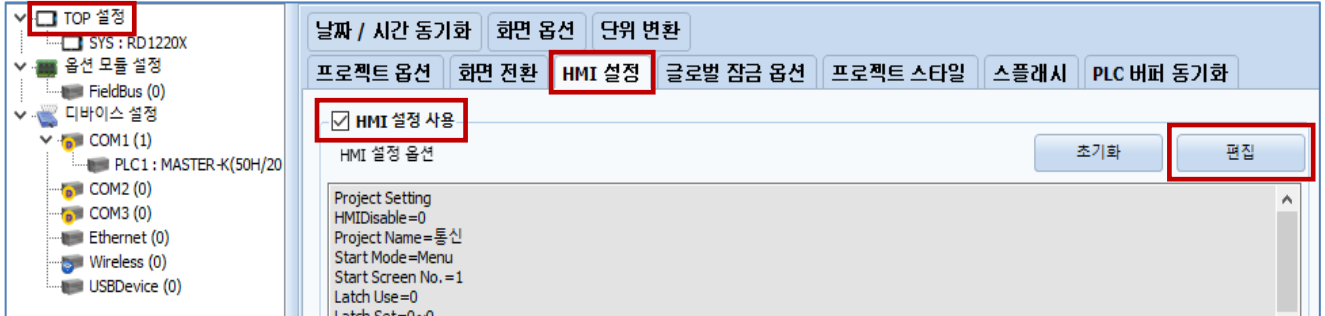 TOP 설정
SYS : RD1220X
옵션 모듈 설정
FieldBus (0)
디바이스 설정
COM1 (1)
PLC1 : MASTER-K(50H/20
COM2 (0)
COM3 (0)
Ethernet (0)
Wireless (0)
USBDevice (0)
날짜 / 시간 동기화 화면 옵션 단위 변환
프로젝트 옵션 화면 전환 HMI 설정 글로벌 잠금 옵션 프로젝트 스타일 스플래시 PLC 버퍼 동기화
HMI 설정 사용
HMI 설정 옵션 초기화 편집
Project Setting
HMIDisable=0
Project Name=통신
Start Mode=Menu
Start Screen No.=1
Latch Use=0
Latch Set=0~0